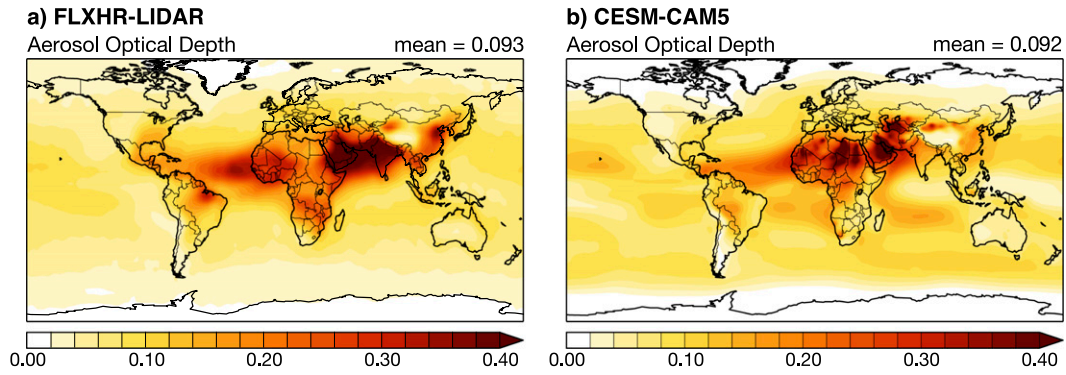 a) FLXHR-LIDAR
Aerosol Optical Depth mean = 0.093
0.00 0.10 0.20 0.30 0.40
b) CESM-CAM5
Aerosol Optical Depth mean = 0.092
0.00 0.10 0.20 0.30 0.40